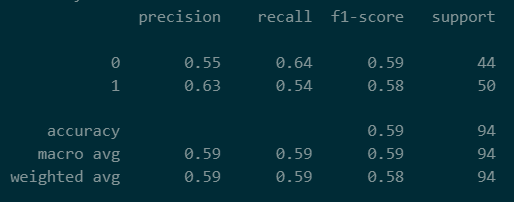 precision recall f1-score support
0 0.55 0.64 0.59 44
1 0.63 0.54 0.58 50
accuracy 0.59 94
macro avg 0.59 0.59 0.59 94
weighted avg 0.59 0.59 0.58 94